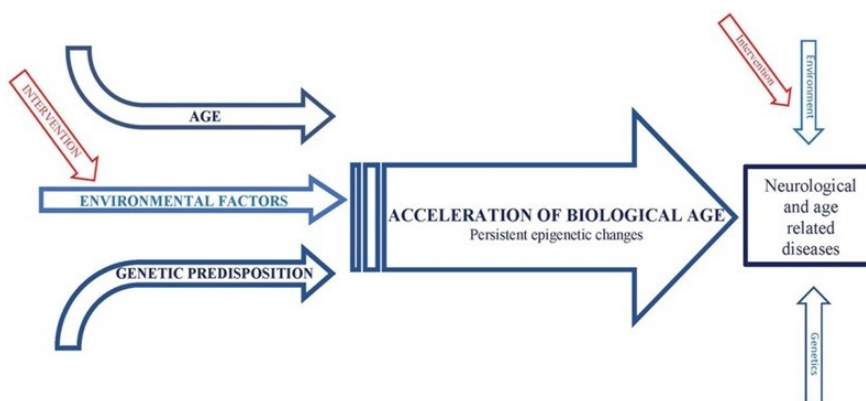 INTERVENTION
AGE
ENVIRONMENTAL FACTORS
GENETIC PREDISPOSITION
ACCELERATION OF BIOLOGICAL AGE
Persistent epigenetic changes
Intervention
Environment
Neurological
and age
related
diseases
Genetics